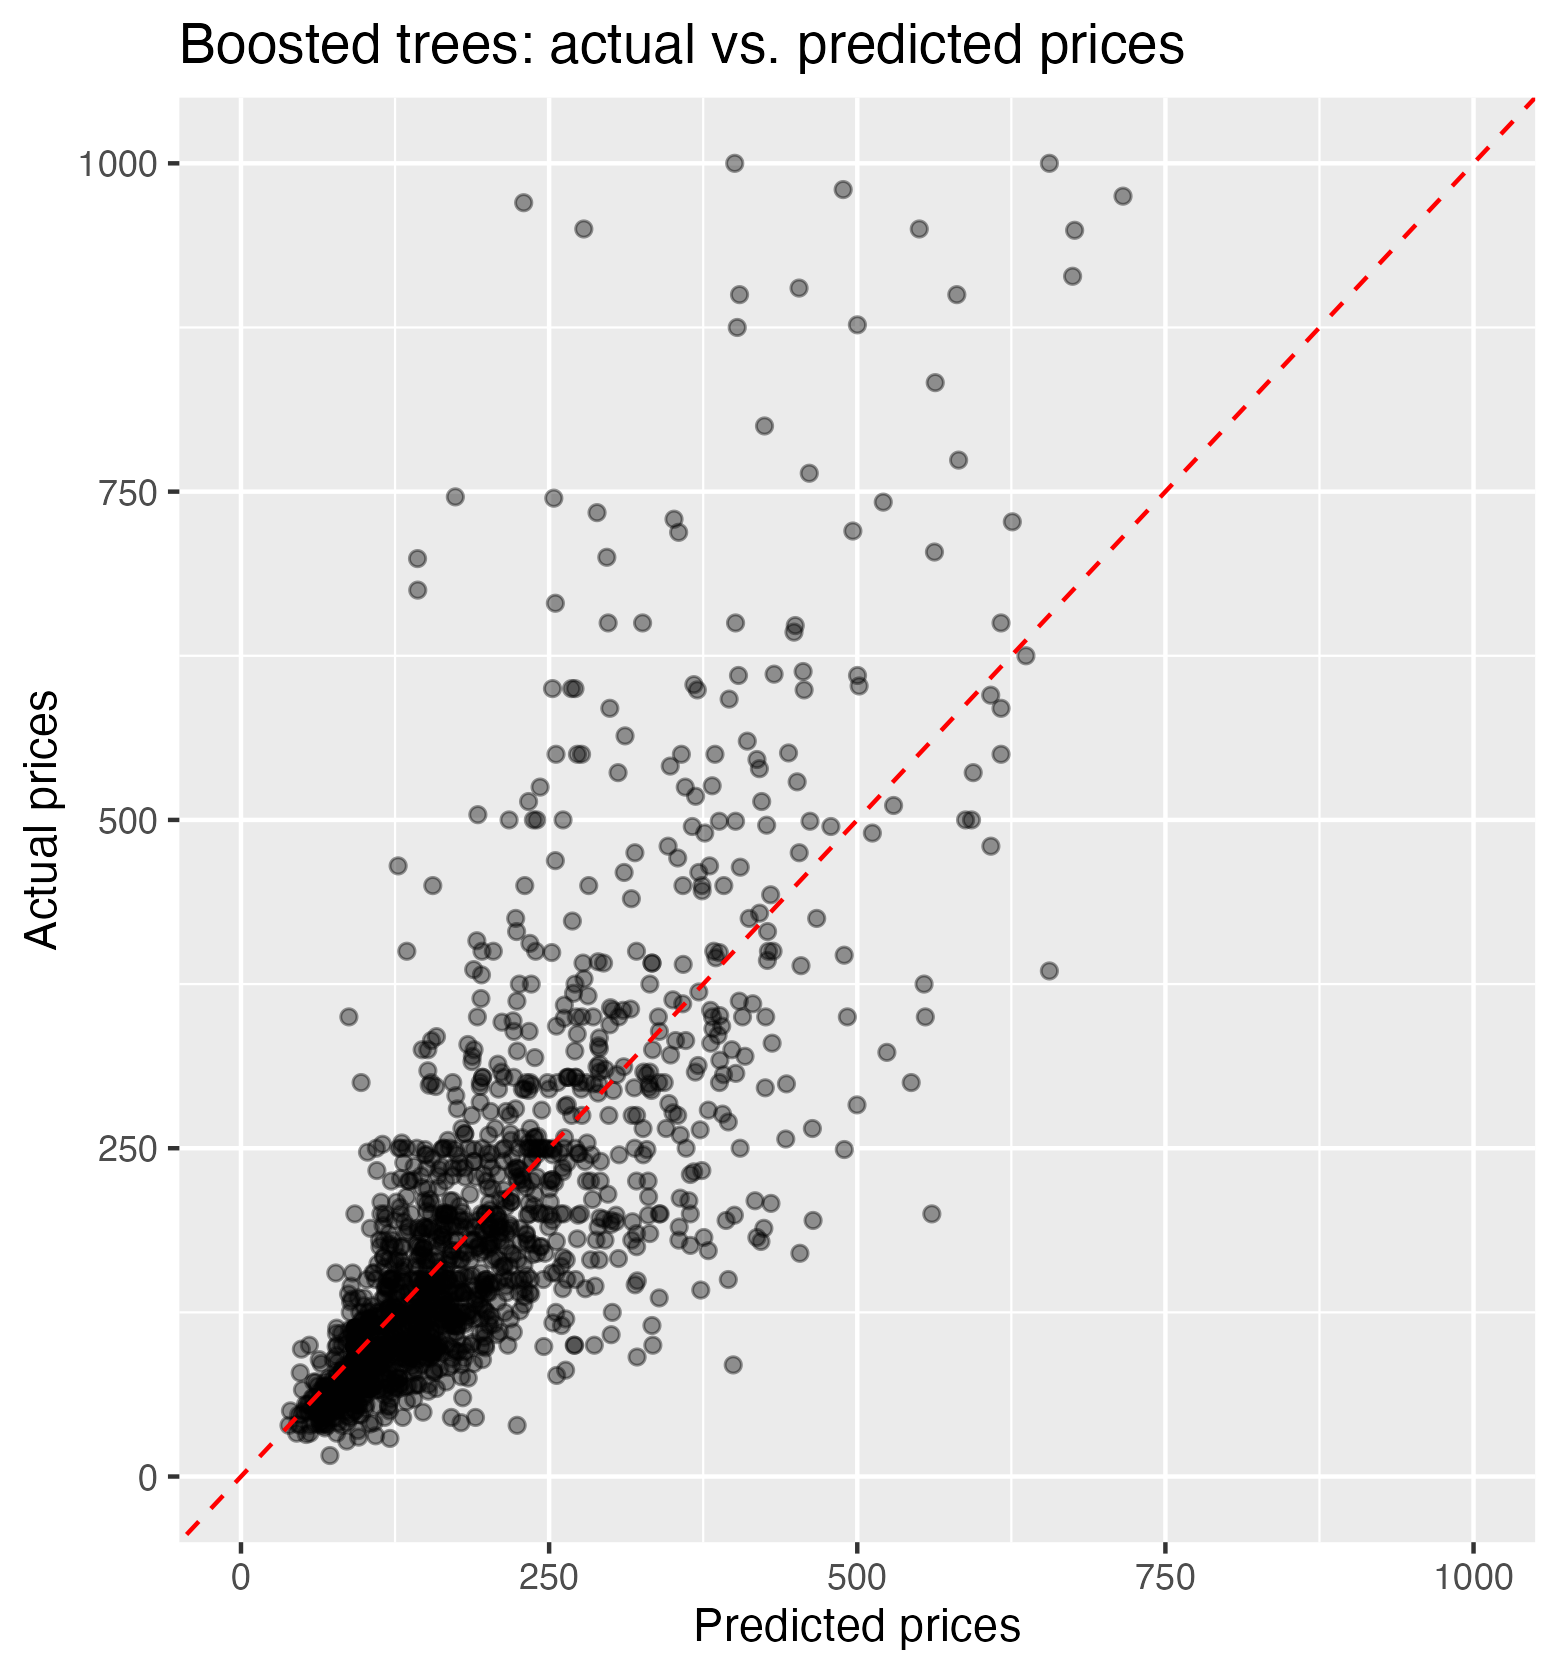 Boosted trees: actual vs. predicted prices
1000
750
500
250
0
Actual prices
0 250 500 750 1000
Predicted prices